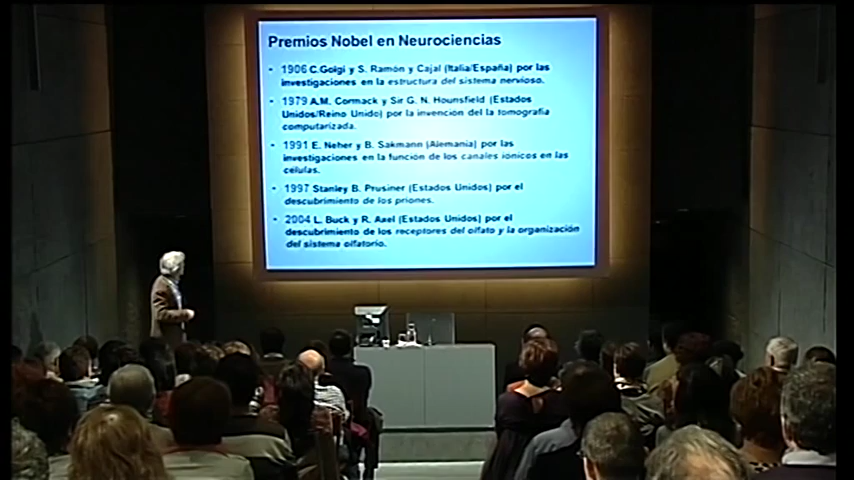 Premios Nobel en Neurociencias
• 1906 C.Golgi y S. Ramón y Cajal (Italia/España) por las
investigaciones en la estructura del sistema nervioso.
• 1979 A.M. Cormack y Sir G. N. Hounsfield (Estados
Unidos/Reino Unido) por la invención del la tomografía
computarizada.
• 1991 E. Neher y B. Sakmann (Alemania) por las
investigaciones en la función de los canales iónicos en las
células.
• 1997 Stanley B. Prusiner (Estados Unidos) por el
descubrimiento de los priones.
• 2004 L. Buck y R. Axel (Estados Unidos) por el
descubrimiento de los receptores del olfato y la organización
del sistema olfatorio.